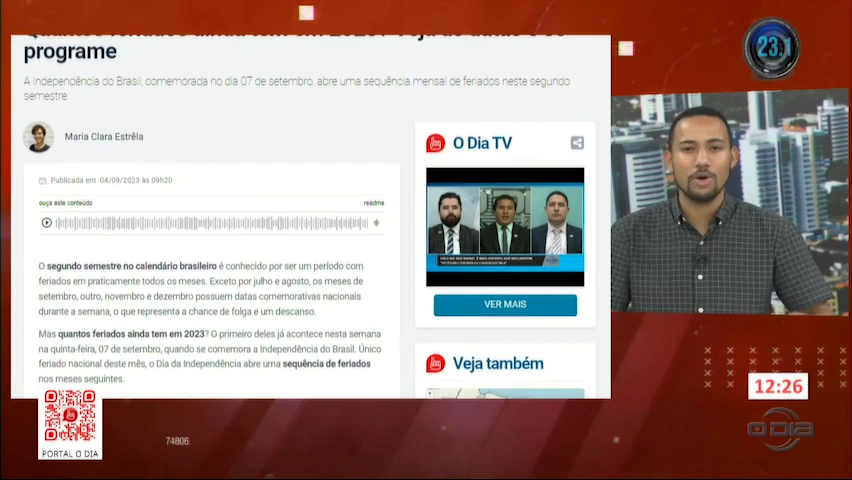 programe
A Independência do Brasil, comemorada no dia 07 de setembro, abre uma sequência mensal de feriados neste segundo
semestre.
Maria Clara Estrêla
Publicada em 04/09/2023 às 09h20
ouça este conteúdo
readme
O segundo semestre no calendário brasileiro é conhecido por ser um período com
feriados em praticamente todos os meses. Exceto por julho e agosto, os meses de
setembro, outro, novembro e dezembro possuem datas comemorativas nacionais
durante a semana, o que representa a chance de folga e um descanso.
Mas quantos feriados ainda tem em 2023? O primeiro deles já acontece nesta semana
na quinta-feira, 07 de setembro, quando se comemora a Independência do Brasil. Único
feriado nacional deste mês, o Dia da Independência abre uma sequência de feriados
nos meses seguintes.
O Dia TV
VER MAIS
Veja também
23.1
12:26
O DIA
PORTAL O DIA
74806